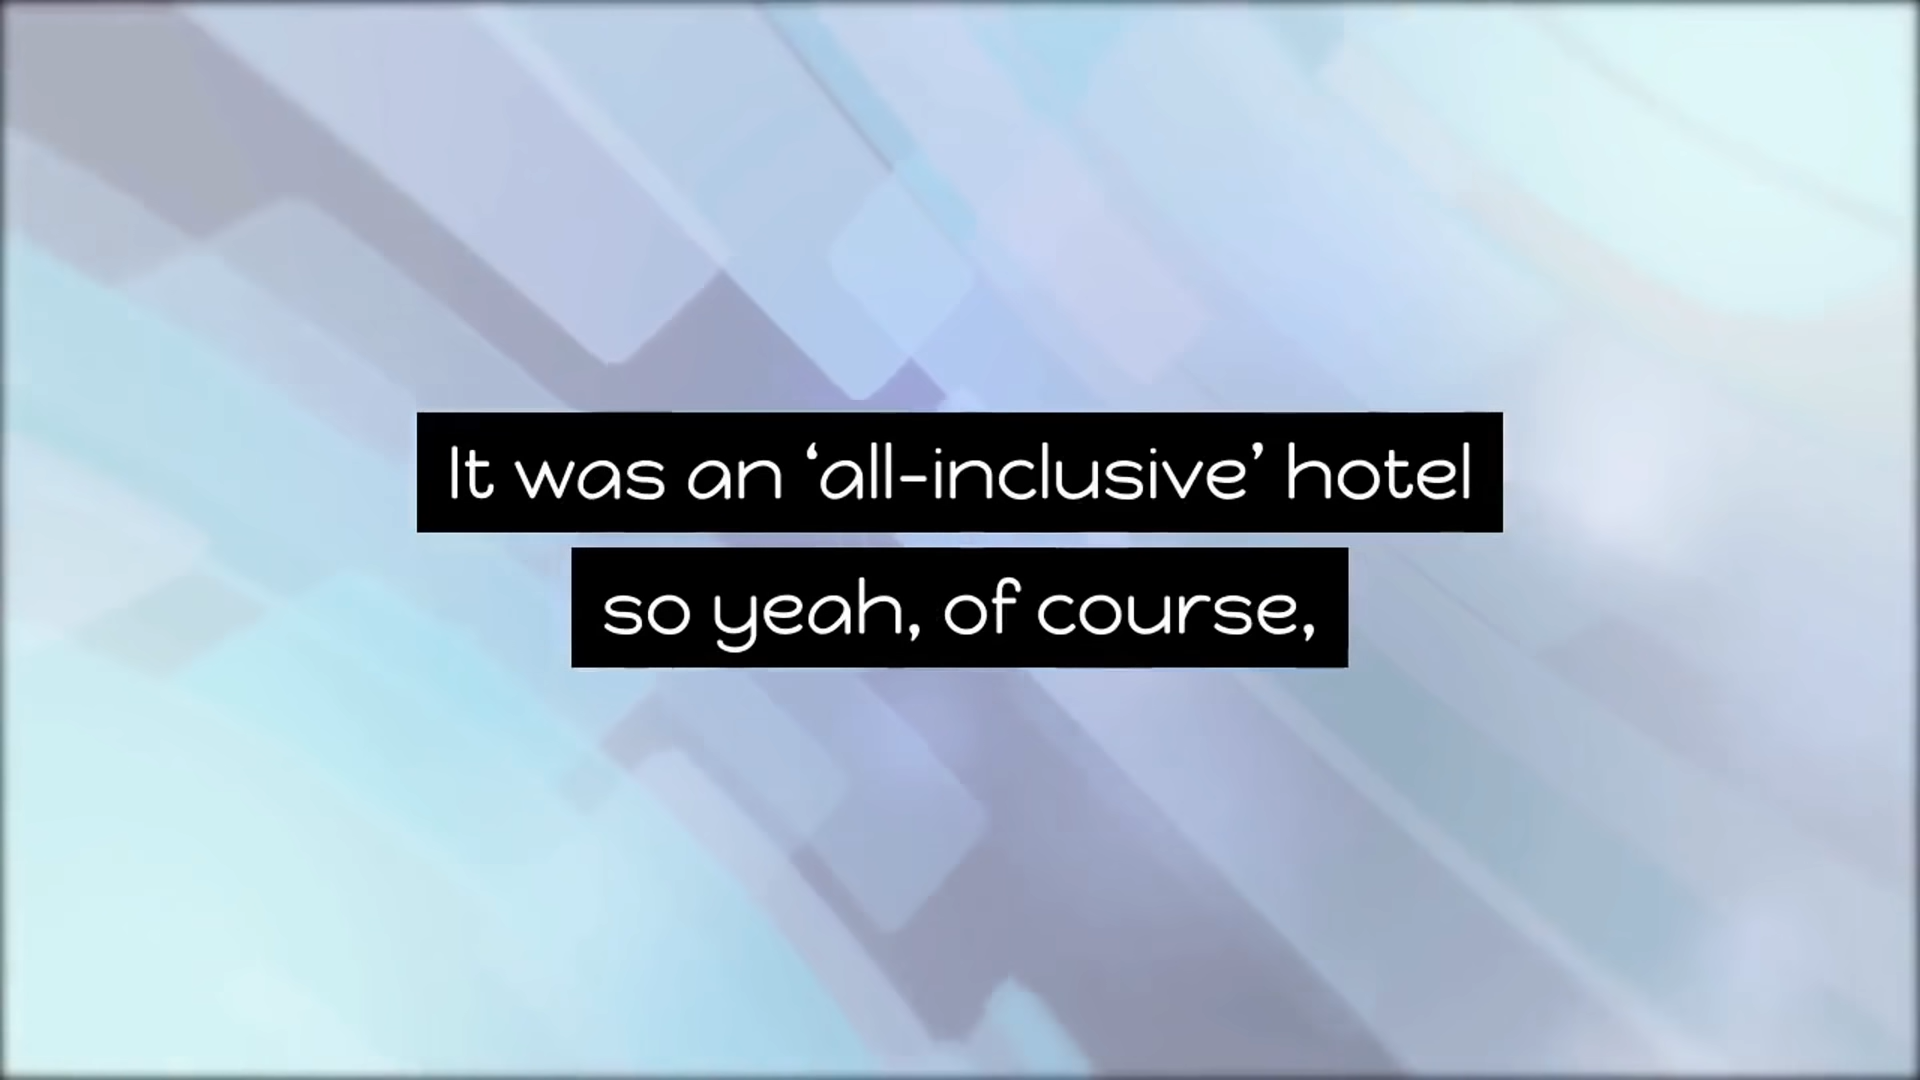 It was an ‘all-inclusive’ hotel
so yeah, of course,